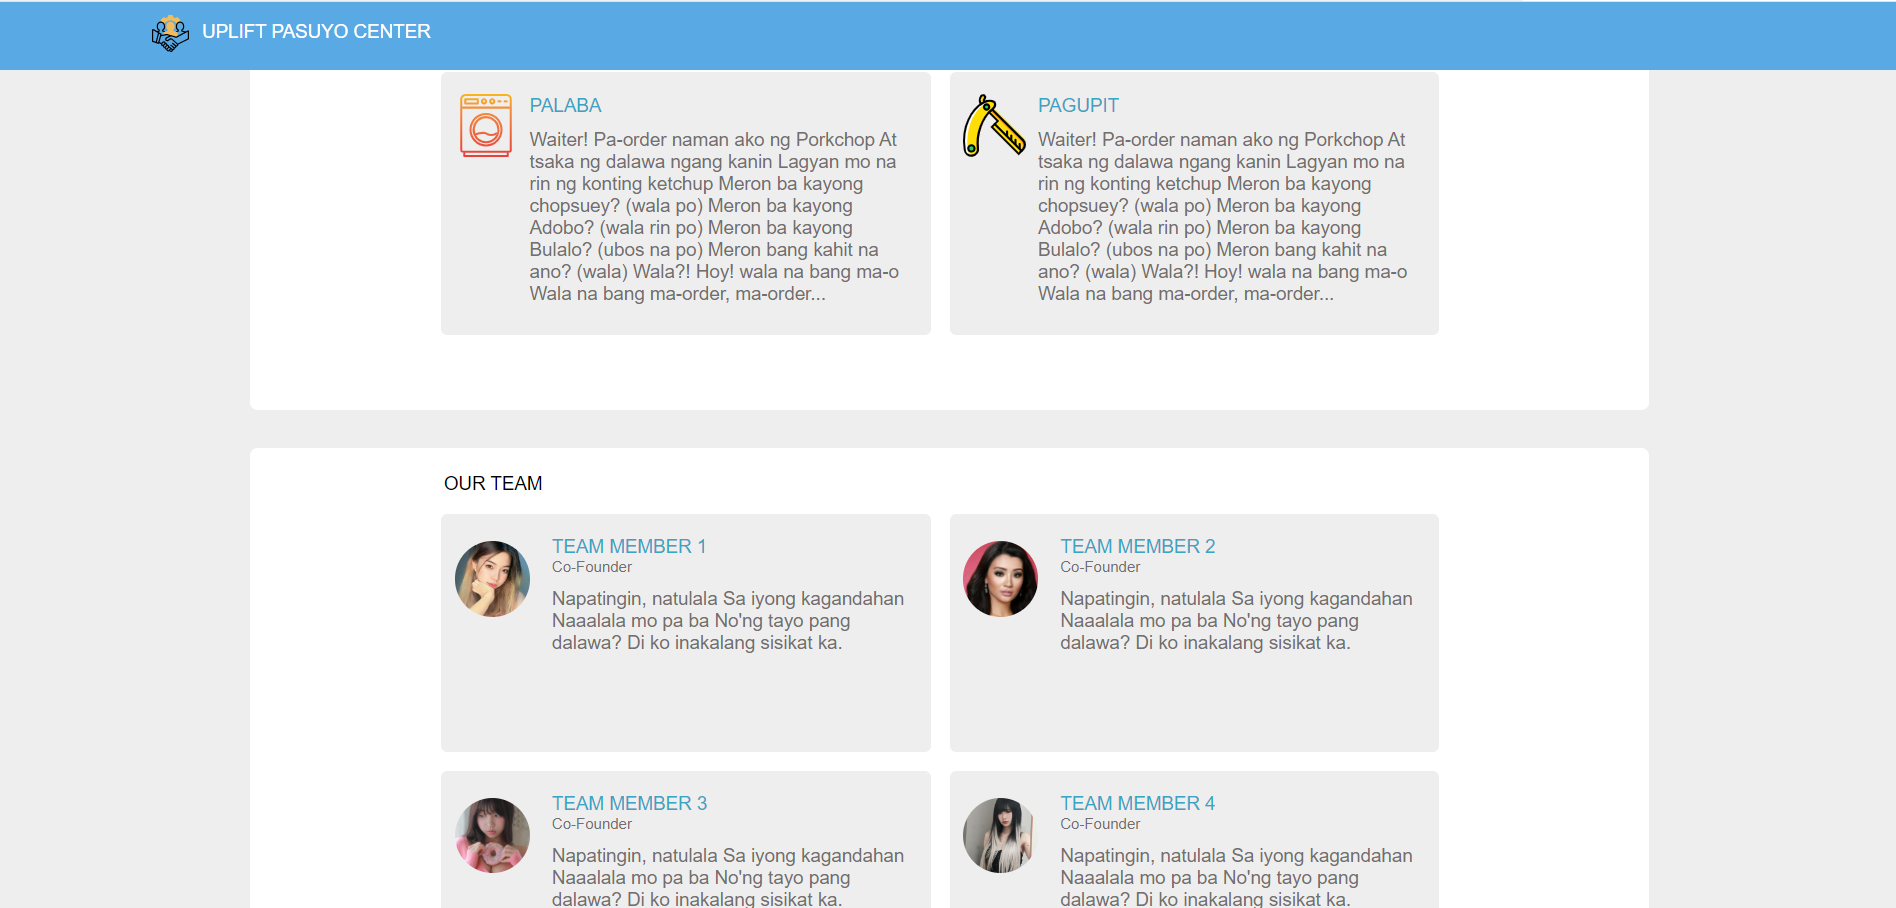 UPLIFT PASUYO CENTER
PALABA
Waiter! Pa-order naman ako ng Porkchop At
tsaka ng dalawa ngang kanin Lagyan mo na
rin ng konting ketchup Meron ba kayong
chopsuey? (wala po) Meron ba kayong
Adobo? (wala rin po) Meron ba kayong
Bulalo? (ubos na po) Meron bang kahit na
ano? (wala) Wala?! Hoy! wala na bang ma-o
Wala na bang ma-order, ma-order...
PAGUPIT
Waiter! Pa-order naman ako ng Porkchop At
tsaka ng dalawa ngang kanin Lagyan mo na
rin ng konting ketchup Meron ba kayong
chopsuey? (wala po) Meron ba kayong
Adobo? (wala rin po) Meron ba kayong
Bulalo? (ubos na po) Meron bang kahit na
ano? (wala) Wala?! Hoy! wala na bang ma-o
Wala na bang ma-order, ma-order...
OUR TEAM
TEAM MEMBER 1
Co-Founder
Napatingin, natulala Sa iyong kagandahan
Naaalala mo pa ba No'ng tayo pang
dalawa? Di ko inakalang sisikat ka.
TEAM MEMBER 2
Co-Founder
Napatingin, natulala Sa iyong kagandahan
Naaalala mo pa ba No'ng tayo pang
dalawa? Di ko inakalang sisikat ka.
TEAM MEMBER 3
Co-Founder
Napatingin, natulala Sa iyong kagandahan
Naaalala mo pa ba No'ng tayo pang
dalawa? Di ko inakalang sisikat ka.
TEAM MEMBER 4
Co-Founder
Napatingin, natulala Sa iyong kagandahan
Naaalala mo pa ba No'ng tayo pang
dalawa? Di ko inakalang sisikat ka.